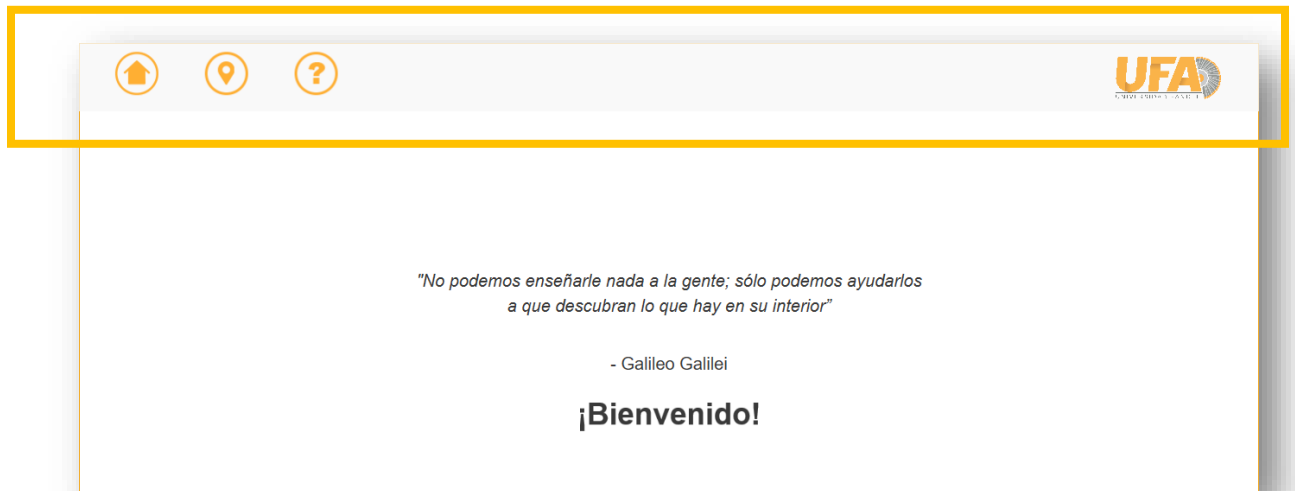 UFA
"No podemos enseñarle nada a la gente; sólo podemos ayudarlos
a que descubran lo que hay en su interior”
- Galileo Galilei
¡Bienvenido!